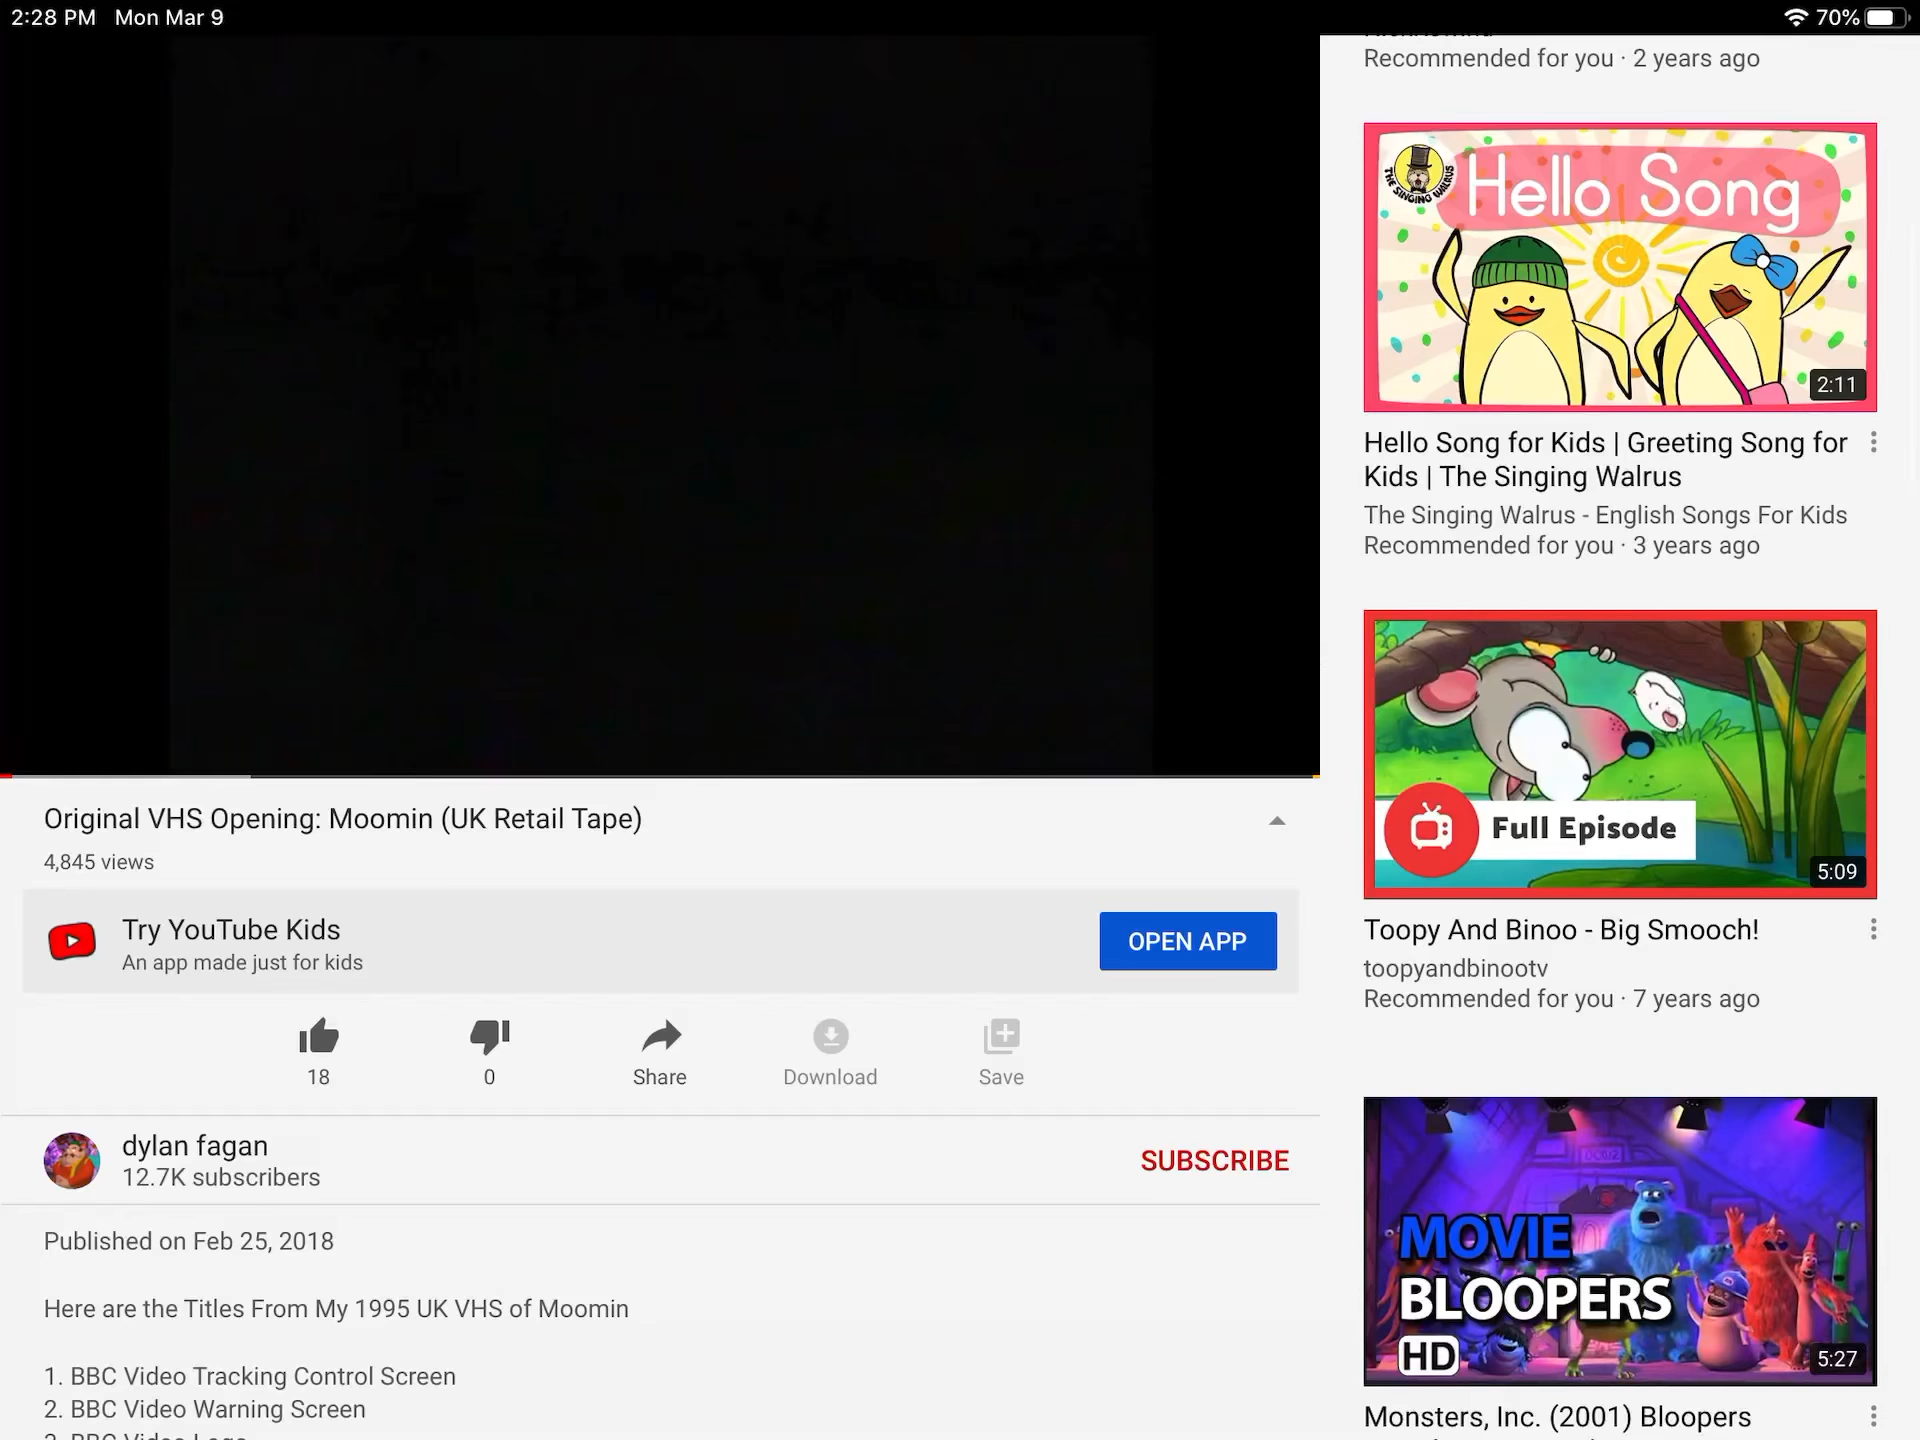 2:28 PM Mon Mar 9
70%
Recommended for you · 2 years ago
THE SINGING WALRUS
Hello Song
2:11
Hello Song for Kids | Greeting Song for
Kids | The Singing Walrus
The Singing Walrus - English Songs For Kids
Recommended for you · 3 years ago
Full Episode
5:09
Toopy And Binoo - Big Smooch!
toopyandbinootv
Recommended for you · 7 years ago
MOVIE
BLOOPERS
HD
5:27
Monsters, Inc. (2001) Bloopers
Original VHS Opening: Moomin (UK Retail Tape)
4,845 views
Try YouTube Kids
An app made just for kids
OPEN APP
18
0
Share
Download
Save
dylan fagan
12.7K subscribers
SUBSCRIBE
Published on Feb 25, 2018
Here are the Titles From My 1995 UK VHS of Moomin
1. BBC Video Tracking Control Screen
2. BBC Video Warning Screen